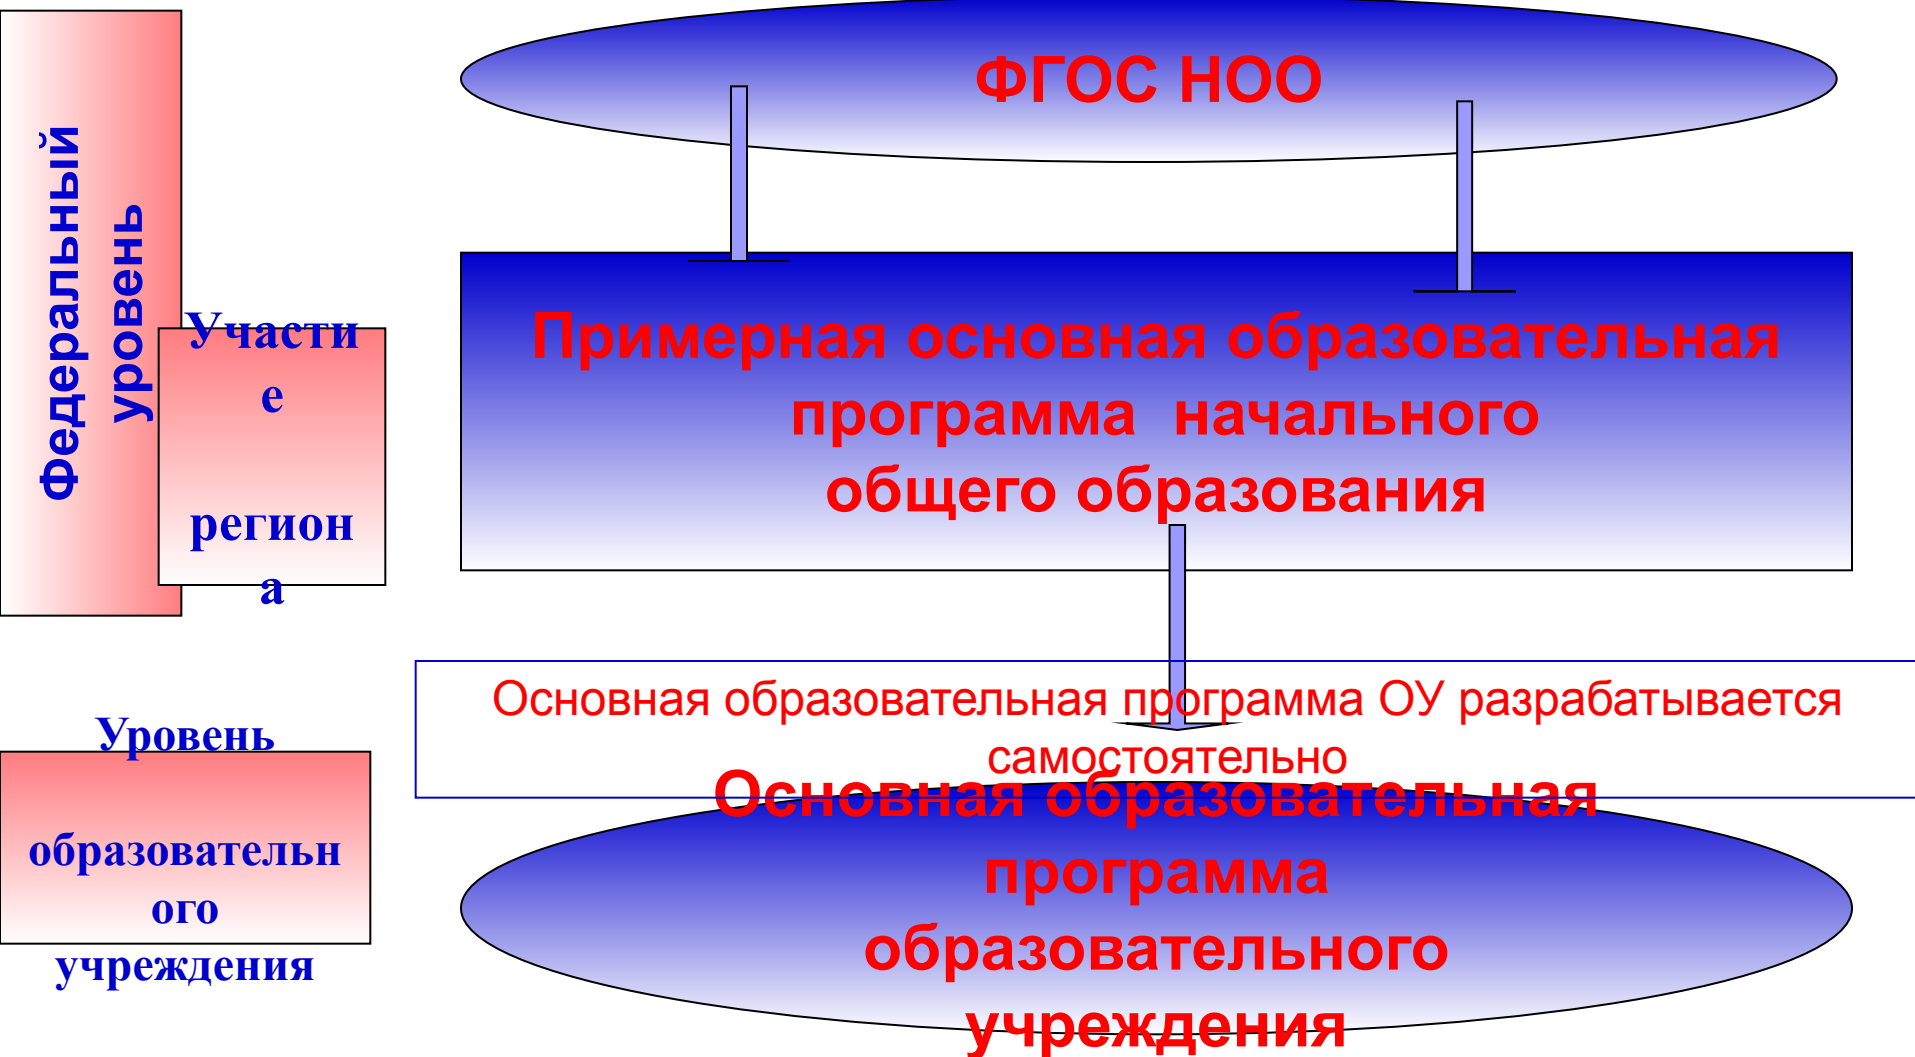 ФГОС НОО
Федеральный
уровень
Участи
е
регион
а
Примерная основная образовательная
программа начального
общего образования
Основная образовательная программа ОУ разрабатывается
самостоятельно
Уровень
образовательн
ого
учреждения
Основная образовательная
программа
образовательного
учреждения